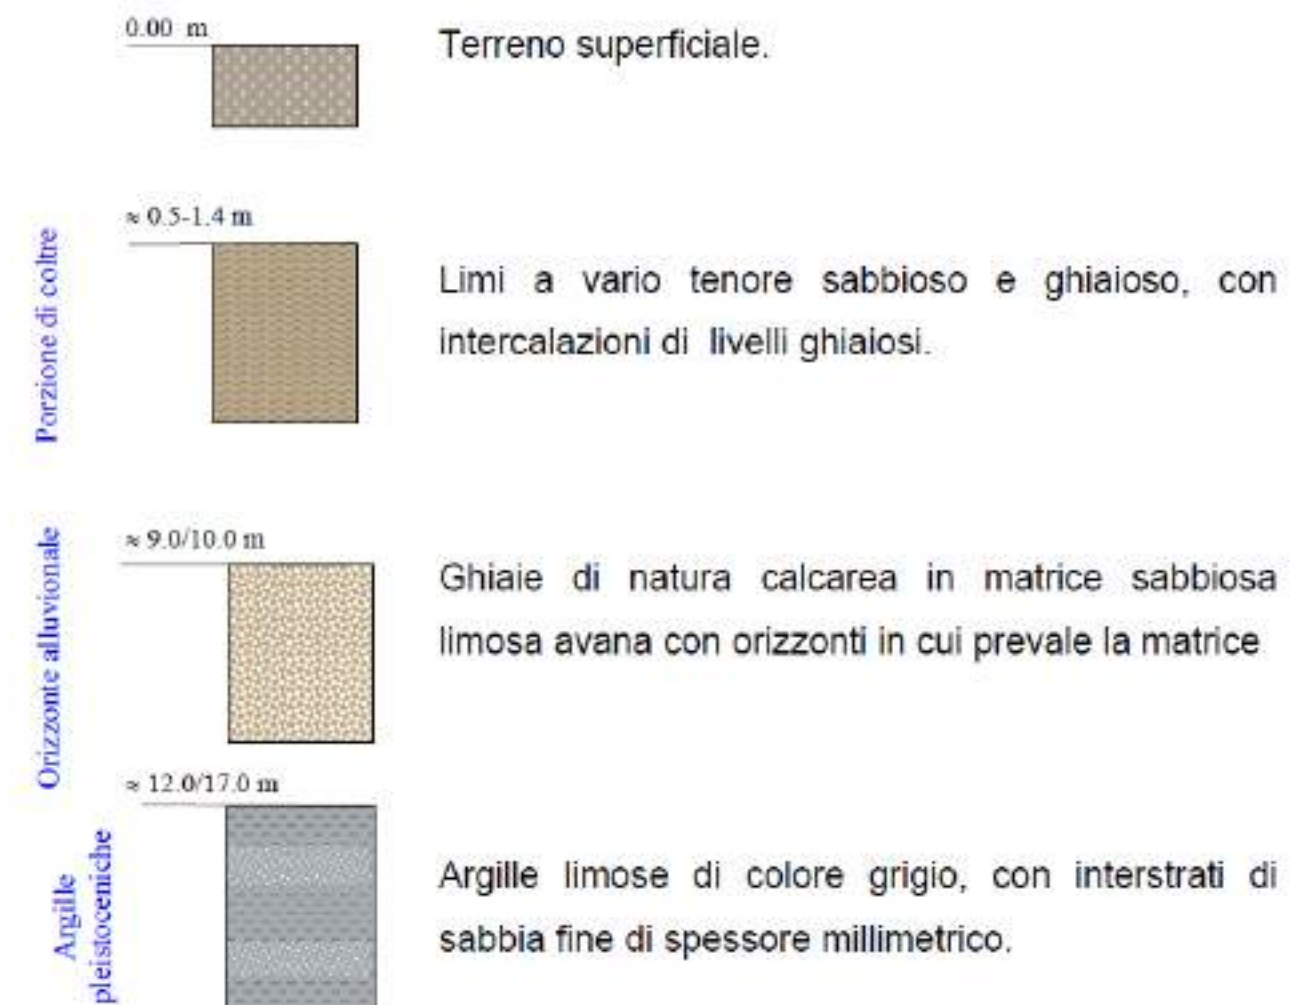 0.00 m
Terreno superficiale.
Porzione di coltre
≈ 0.5-1.4 m
Limi a vario tenore sabbioso e ghiaioso, con
intercalazioni di livelli ghiaiosi.
Orizzonte alluvionale
≈ 9.0/10.0 m
Ghiaie di natura calcarea in matrice sabbiosa
limosa avana con orizzonti in cui prevale la matrice
≈ 12.0/17.0 m
Argille
pleistoceniche
Argille limose di colore grigio, con interstrati di
sabbia fine di spessore millimetrico.